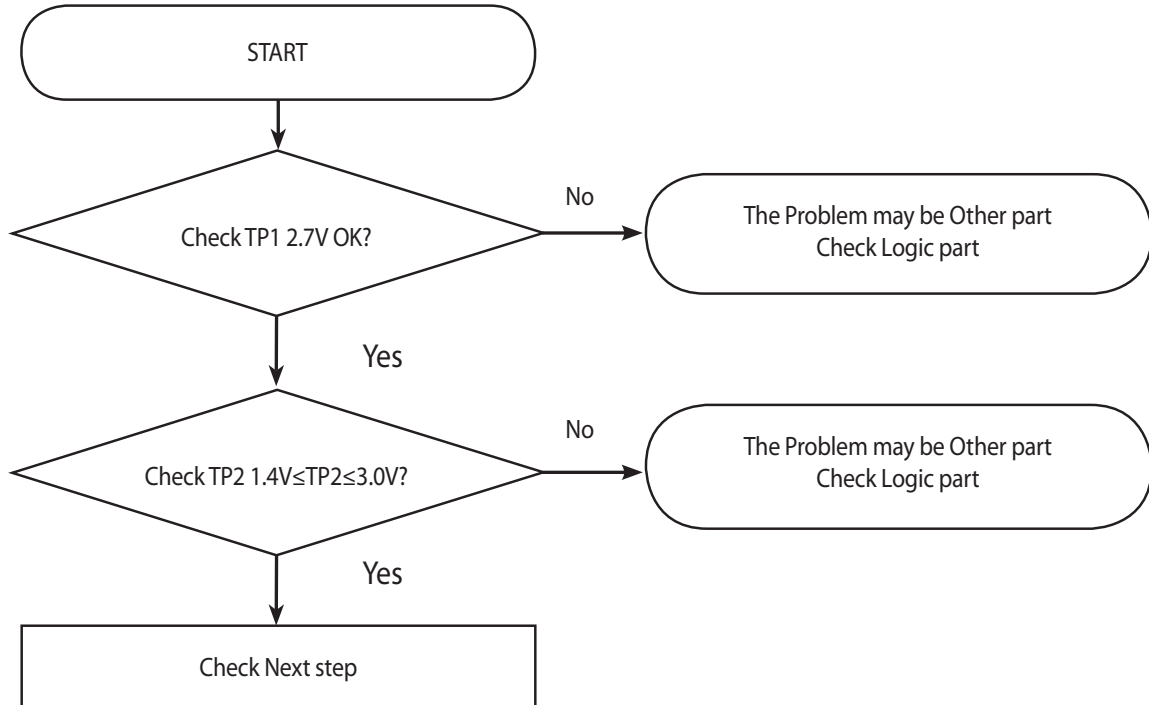 START
Check TP1 2.7V OK?
No
The Problem may be Other part
Check Logic part
Yes
Check TP2 1.4V≤TP2≤3.0V?
No
The Problem may be Other part
Check Logic part
Yes
Check Next step